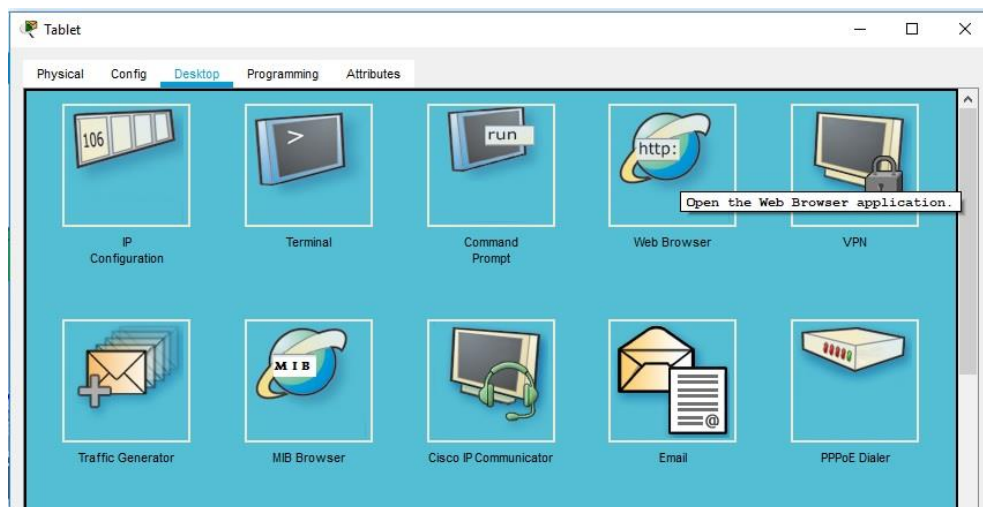 Tablet
Physical Config Desktop Programming Attributes
106
>
run
http:
Open the Web Browser application.
IP
Configuration
Terminal
Command
Prompt
Web Browser
VPN
MIB
@
Traffic Generator
MIB Browser
Cisco IP Communicator
Email
PPPoE Dialer